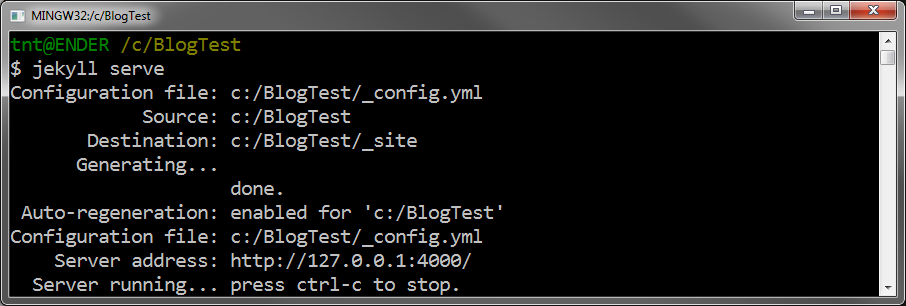 MINGW32:/c/BlogTest
tnt@ENDER /c/BlogTest
$ jekyll serve
Configuration file: c:/BlogTest/_config.yml
            Source: c:/BlogTest
       Destination: c:/BlogTest/_site
      Generating...
                    done.
 Auto-regeneration: enabled for 'c:/BlogTest'
Configuration file: c:/BlogTest/_config.yml
    Server address: http://127.0.0.1:4000/
  Server running... press ctrl-c to stop.